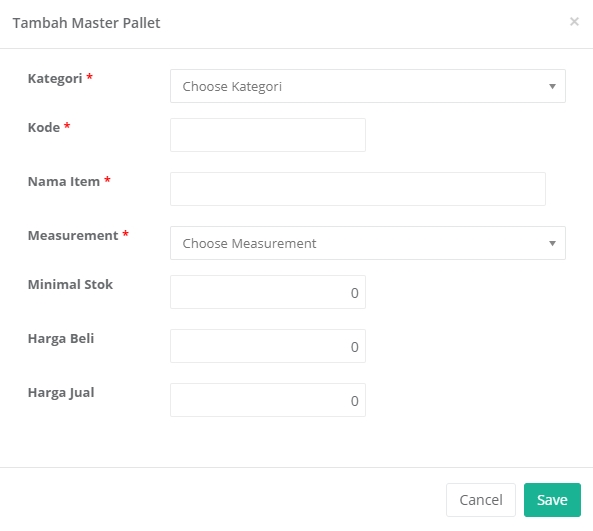 Tambah Master Pallet ×
Kategori * Choose Kategori
Kode *
Nama Item *
Measurement * Choose Measurement
Minimal Stok 0
Harga Beli 0
Harga Jual 0
Cancel Save